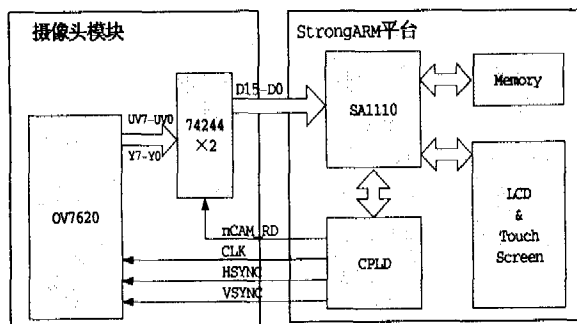 摄像头模块
StrongARM平台
D15-D0
UV7-UV0
Y7-Y0
74244
×2
SA1110
Memory
OV7620
LCD
&
Touch
Screen
nCAM_RD
CLK
HSYNC
VSYNC
CPLD